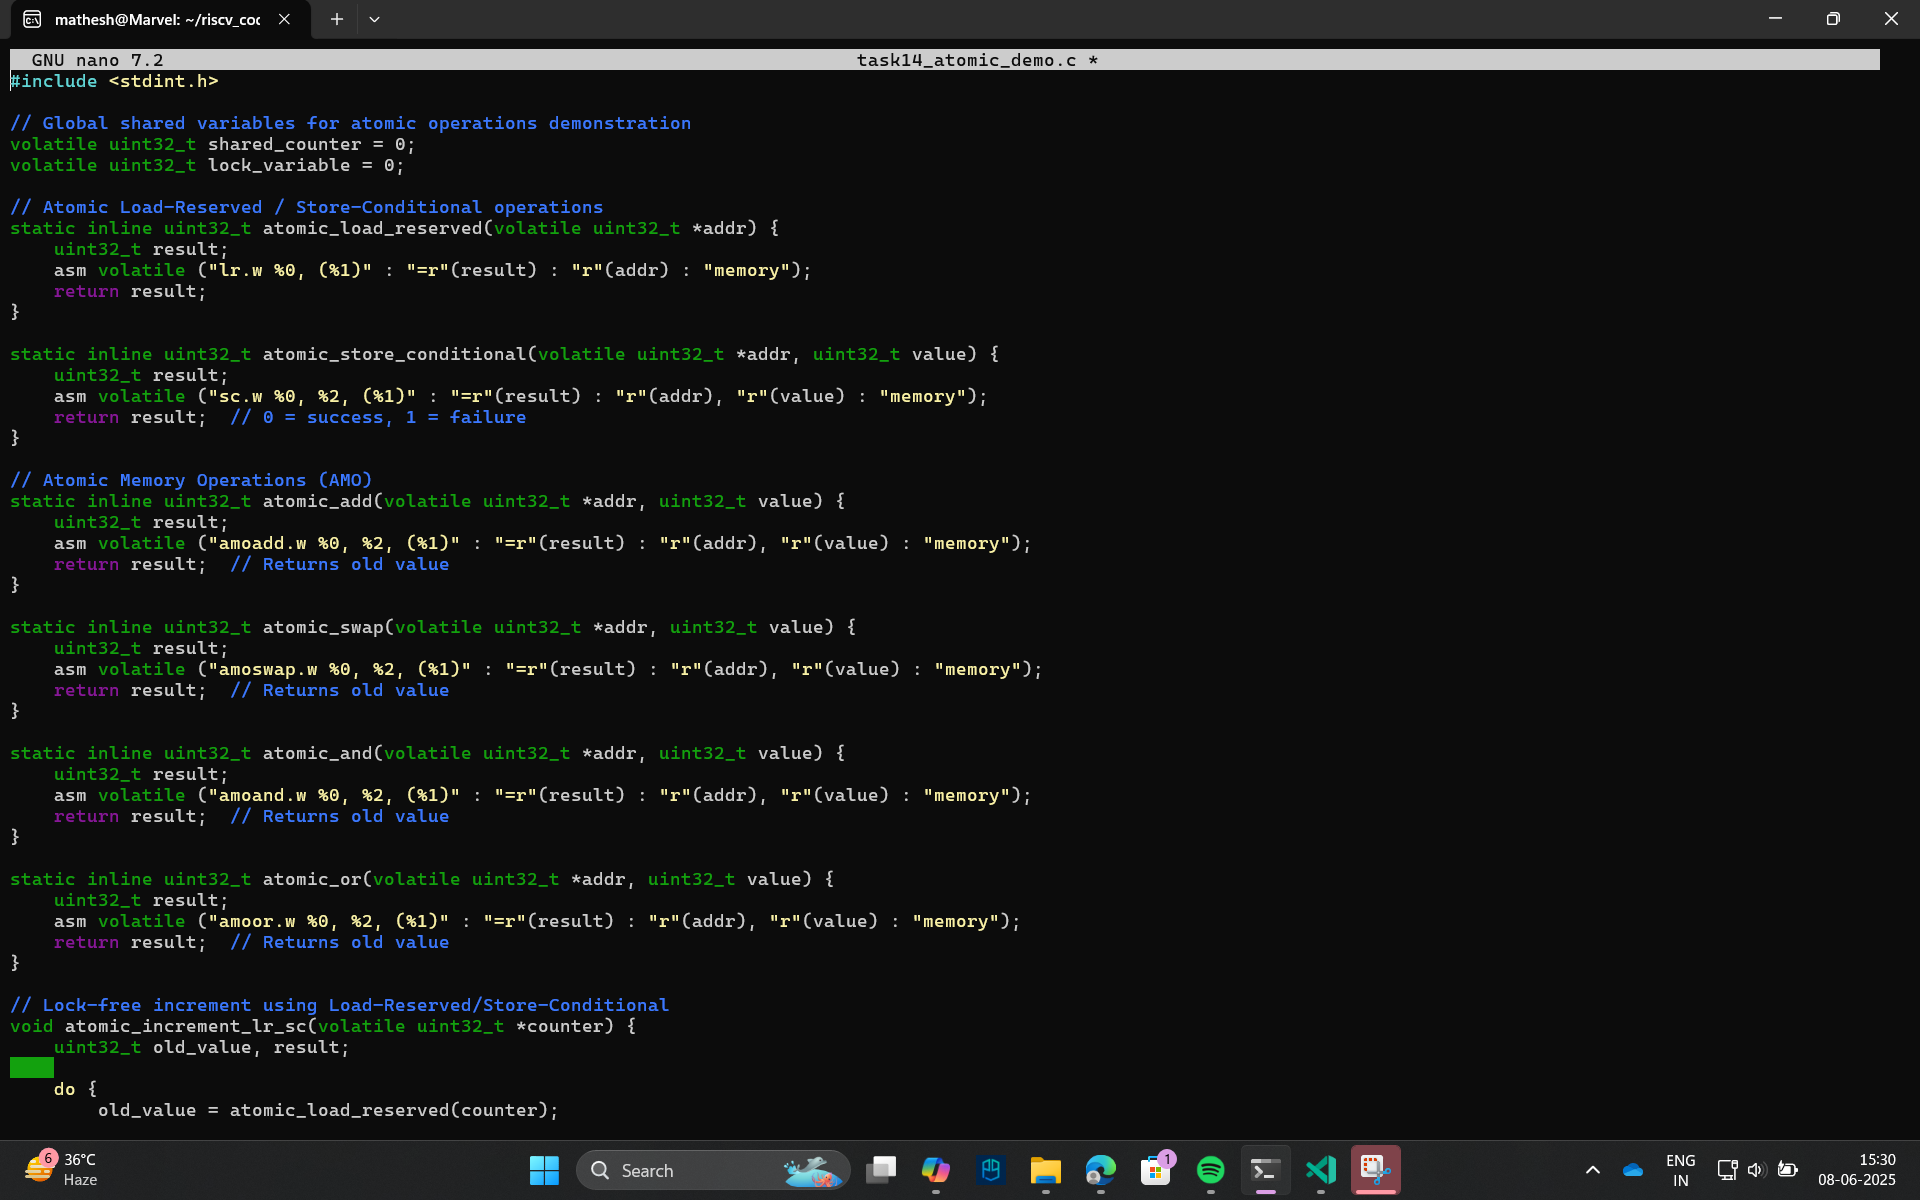 mathesh@Marvel: ~/riscv_coc
GNU nano 7.2 task14_atomic_demo.c *
#include <stdint.h>

// Global shared variables for atomic operations demonstration
volatile uint32_t shared_counter = 0;
volatile uint32_t lock_variable = 0;

// Atomic Load-Reserved / Store-Conditional operations
static inline uint32_t atomic_load_reserved(volatile uint32_t *addr) {
    uint32_t result;
    asm volatile ("lr.w %0, (%1)" : "=r"(result) : "r"(addr) : "memory");
    return result;
}

static inline uint32_t atomic_store_conditional(volatile uint32_t *addr, uint32_t value) {
    uint32_t result;
    asm volatile ("sc.w %0, %2, (%1)" : "=r"(result) : "r"(addr), "r"(value) : "memory");
    return result;  // 0 = success, 1 = failure
}

// Atomic Memory Operations (AMO)
static inline uint32_t atomic_add(volatile uint32_t *addr, uint32_t value) {
    uint32_t result;
    asm volatile ("amoadd.w %0, %2, (%1)" : "=r"(result) : "r"(addr), "r"(value) : "memory");
    return result;  // Returns old value
}

static inline uint32_t atomic_swap(volatile uint32_t *addr, uint32_t value) {
    uint32_t result;
    asm volatile ("amoswap.w %0, %2, (%1)" : "=r"(result) : "r"(addr), "r"(value) : "memory");
    return result;  // Returns old value
}

static inline uint32_t atomic_and(volatile uint32_t *addr, uint32_t value) {
    uint32_t result;
    asm volatile ("amoand.w %0, %2, (%1)" : "=r"(result) : "r"(addr), "r"(value) : "memory");
    return result;  // Returns old value
}

static inline uint32_t atomic_or(volatile uint32_t *addr, uint32_t value) {
    uint32_t result;
    asm volatile ("amoor.w %0, %2, (%1)" : "=r"(result) : "r"(addr), "r"(value) : "memory");
    return result;  // Returns old value
}

// Lock-free increment using Load-Reserved/Store-Conditional
void atomic_increment_lr_sc(volatile uint32_t *counter) {
    uint32_t old_value, result;

    do {
        old_value = atomic_load_reserved(counter);
6
36°C
Haze
Search
1
ENG
IN
15:30
08-06-2025